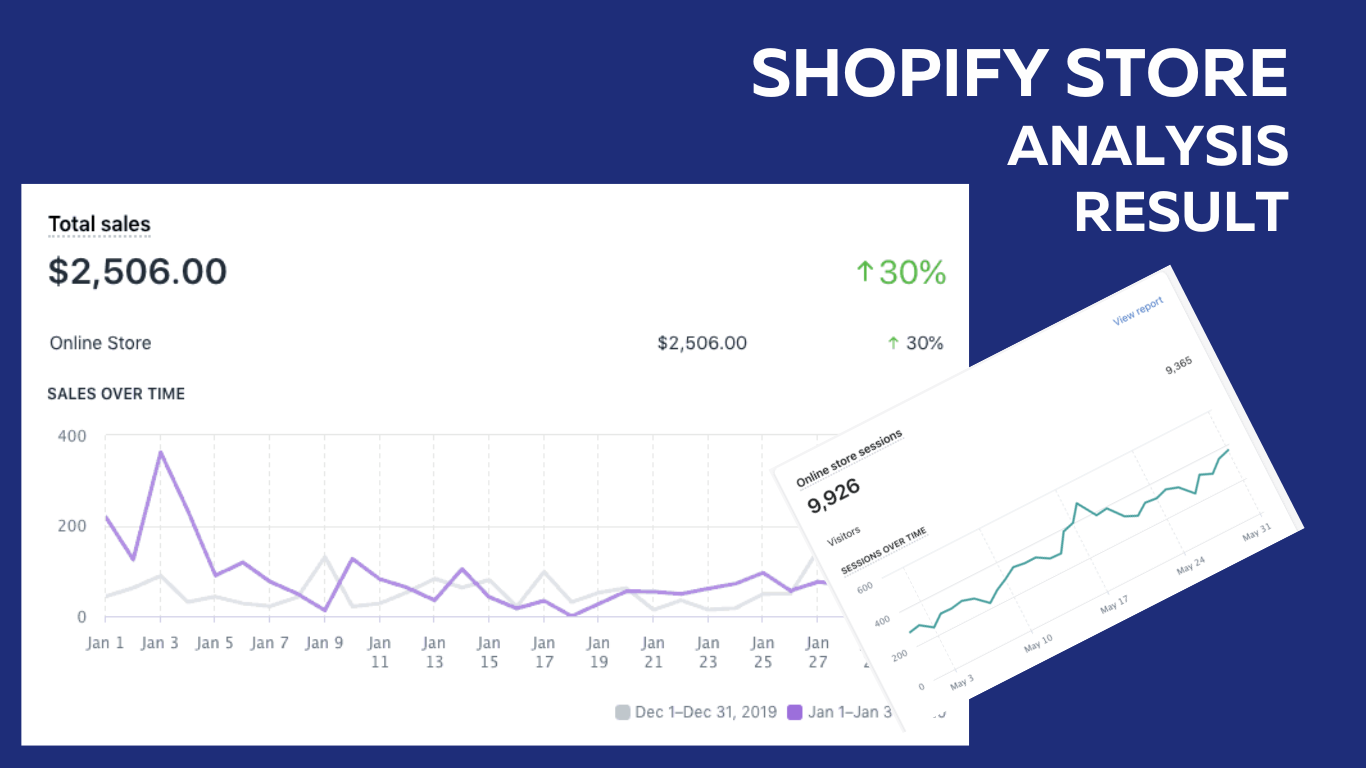 SHOPIFY STORE
ANALYSIS
RESULT
Total sales
$2,506.00 ↑30%
Online Store $2,506.00 ↑ 30%
SALES OVER TIME
400
200
0
Jan 1 Jan 3 Jan 5 Jan 7 Jan 9 Jan 11 Jan 13 Jan 15 Jan 17 Jan 19 Jan 21 Jan 23 Jan 25 Jan 27
Dec 1–Dec 31, 2019 Jan 1–Jan 3
View report
Online store sessions
9,926
Visitors 9,365
SESSIONS OVER TIME
600
400
200
0
May 3 May 10 May 17 May 24 May 31